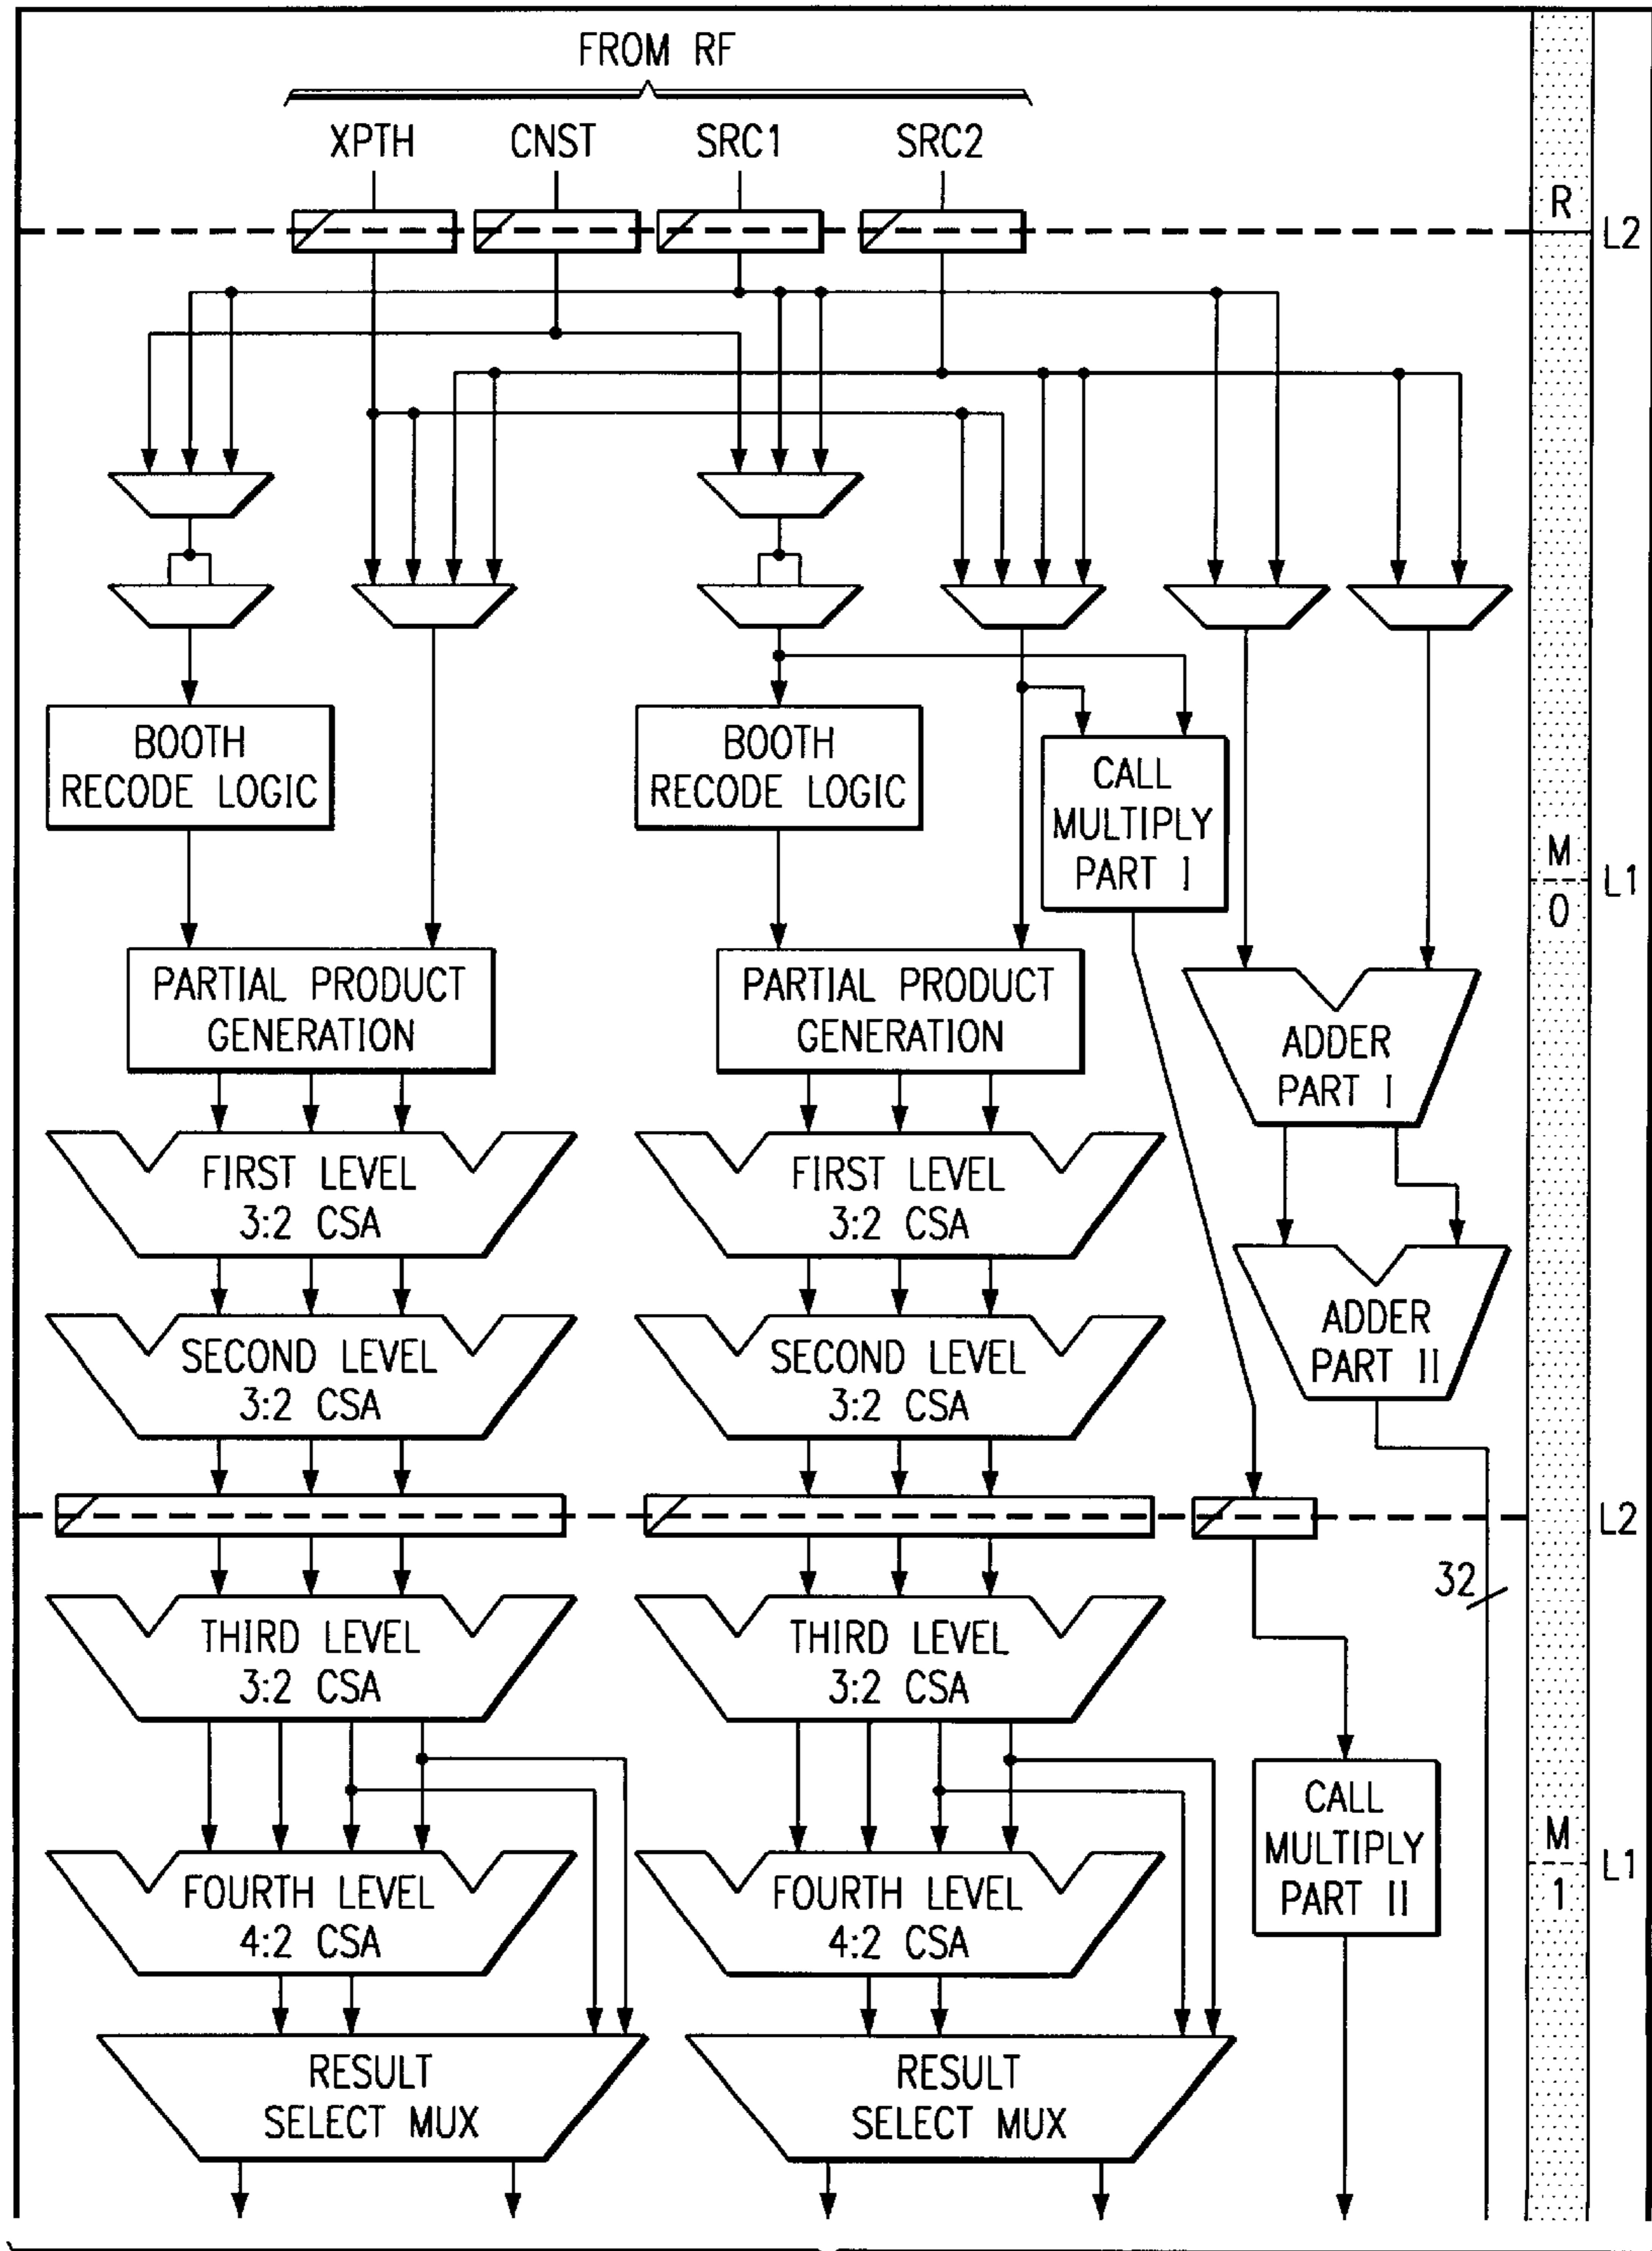 FROM RF
XPTH CNST SRC1 SRC2
R
L2
BOOTH
RECODE LOGIC
BOOTH
RECODE LOGIC
CALL
MULTIPLY
PART I
M
0
L1
PARTIAL PRODUCT
GENERATION
PARTIAL PRODUCT
GENERATION
ADDER
PART I
FIRST LEVEL
3:2 CSA
FIRST LEVEL
3:2 CSA
ADDER
PART II
SECOND LEVEL
3:2 CSA
SECOND LEVEL
3:2 CSA
L2
32
THIRD LEVEL
3:2 CSA
THIRD LEVEL
3:2 CSA
CALL
MULTIPLY
PART II
M
1
L1
FOURTH LEVEL
4:2 CSA
FOURTH LEVEL
4:2 CSA
RESULT
SELECT MUX
RESULT
SELECT MUX